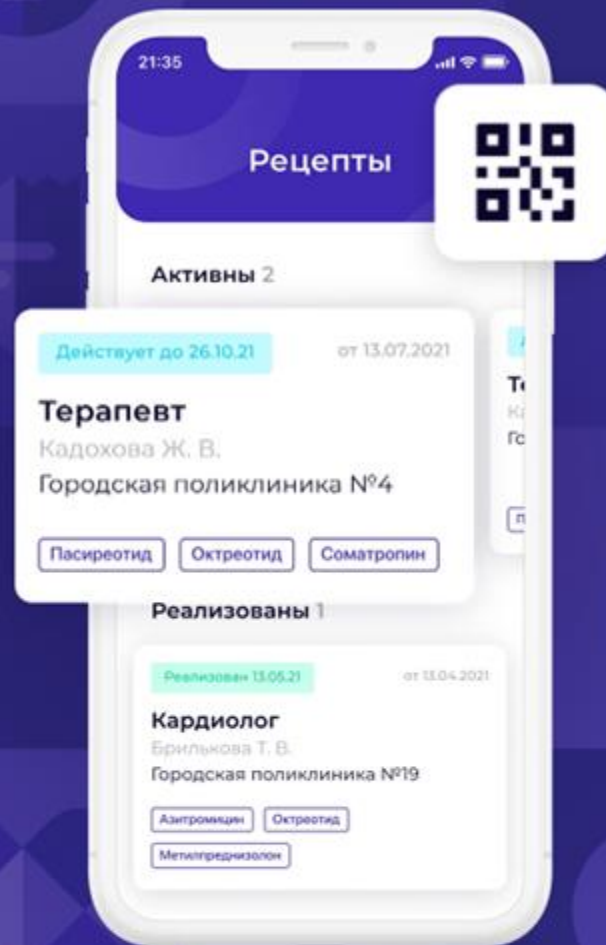 21:35
Рецепты
Активны 2
Действует до 26.10.21
от 13.07.2021
Терапевт
Кадохова Ж. В.
Городская поликлиника №4
Пасиреотид
Октреотид
Соматропин
Реализованы 1
Реализован 13.05.21
от 13.04.2021
Кардиолог
Брилькова Т. В.
Городская поликлиника №19
Азитромицин
Октреотид
Метилпреднизолон